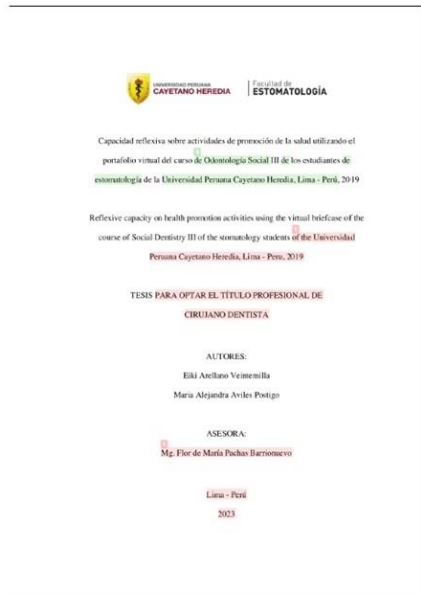 UNIVERSIDAD PERUANA
CAYETANO HEREDIA
Facultad de
ESTOMATOLOGÍA
Capacidad reflexiva sobre actividades de promoción de la salud utilizando el
portafolio virtual del curso de Odontología Social III de los estudiantes de
estomatología de la Universidad Peruana Cayetano Heredia, Lima - Perú, 2019
Reflexive capacity on health promotion activities using the virtual briefcase of the
course of Social Dentistry III of the stomatology students of the Universidad
Peruana Cayetano Heredia, Lima - Peru, 2019
TESIS PARA OPTAR EL TÍTULO PROFESIONAL DE
CIRUJANO DENTISTA
AUTORES:
Eiki Arellano Veintemilla
Maria Alejandra Aviles Postigo
ASESORA:
Mg. Flor de María Pachas Barrionuevo
Lima - Perú
2023